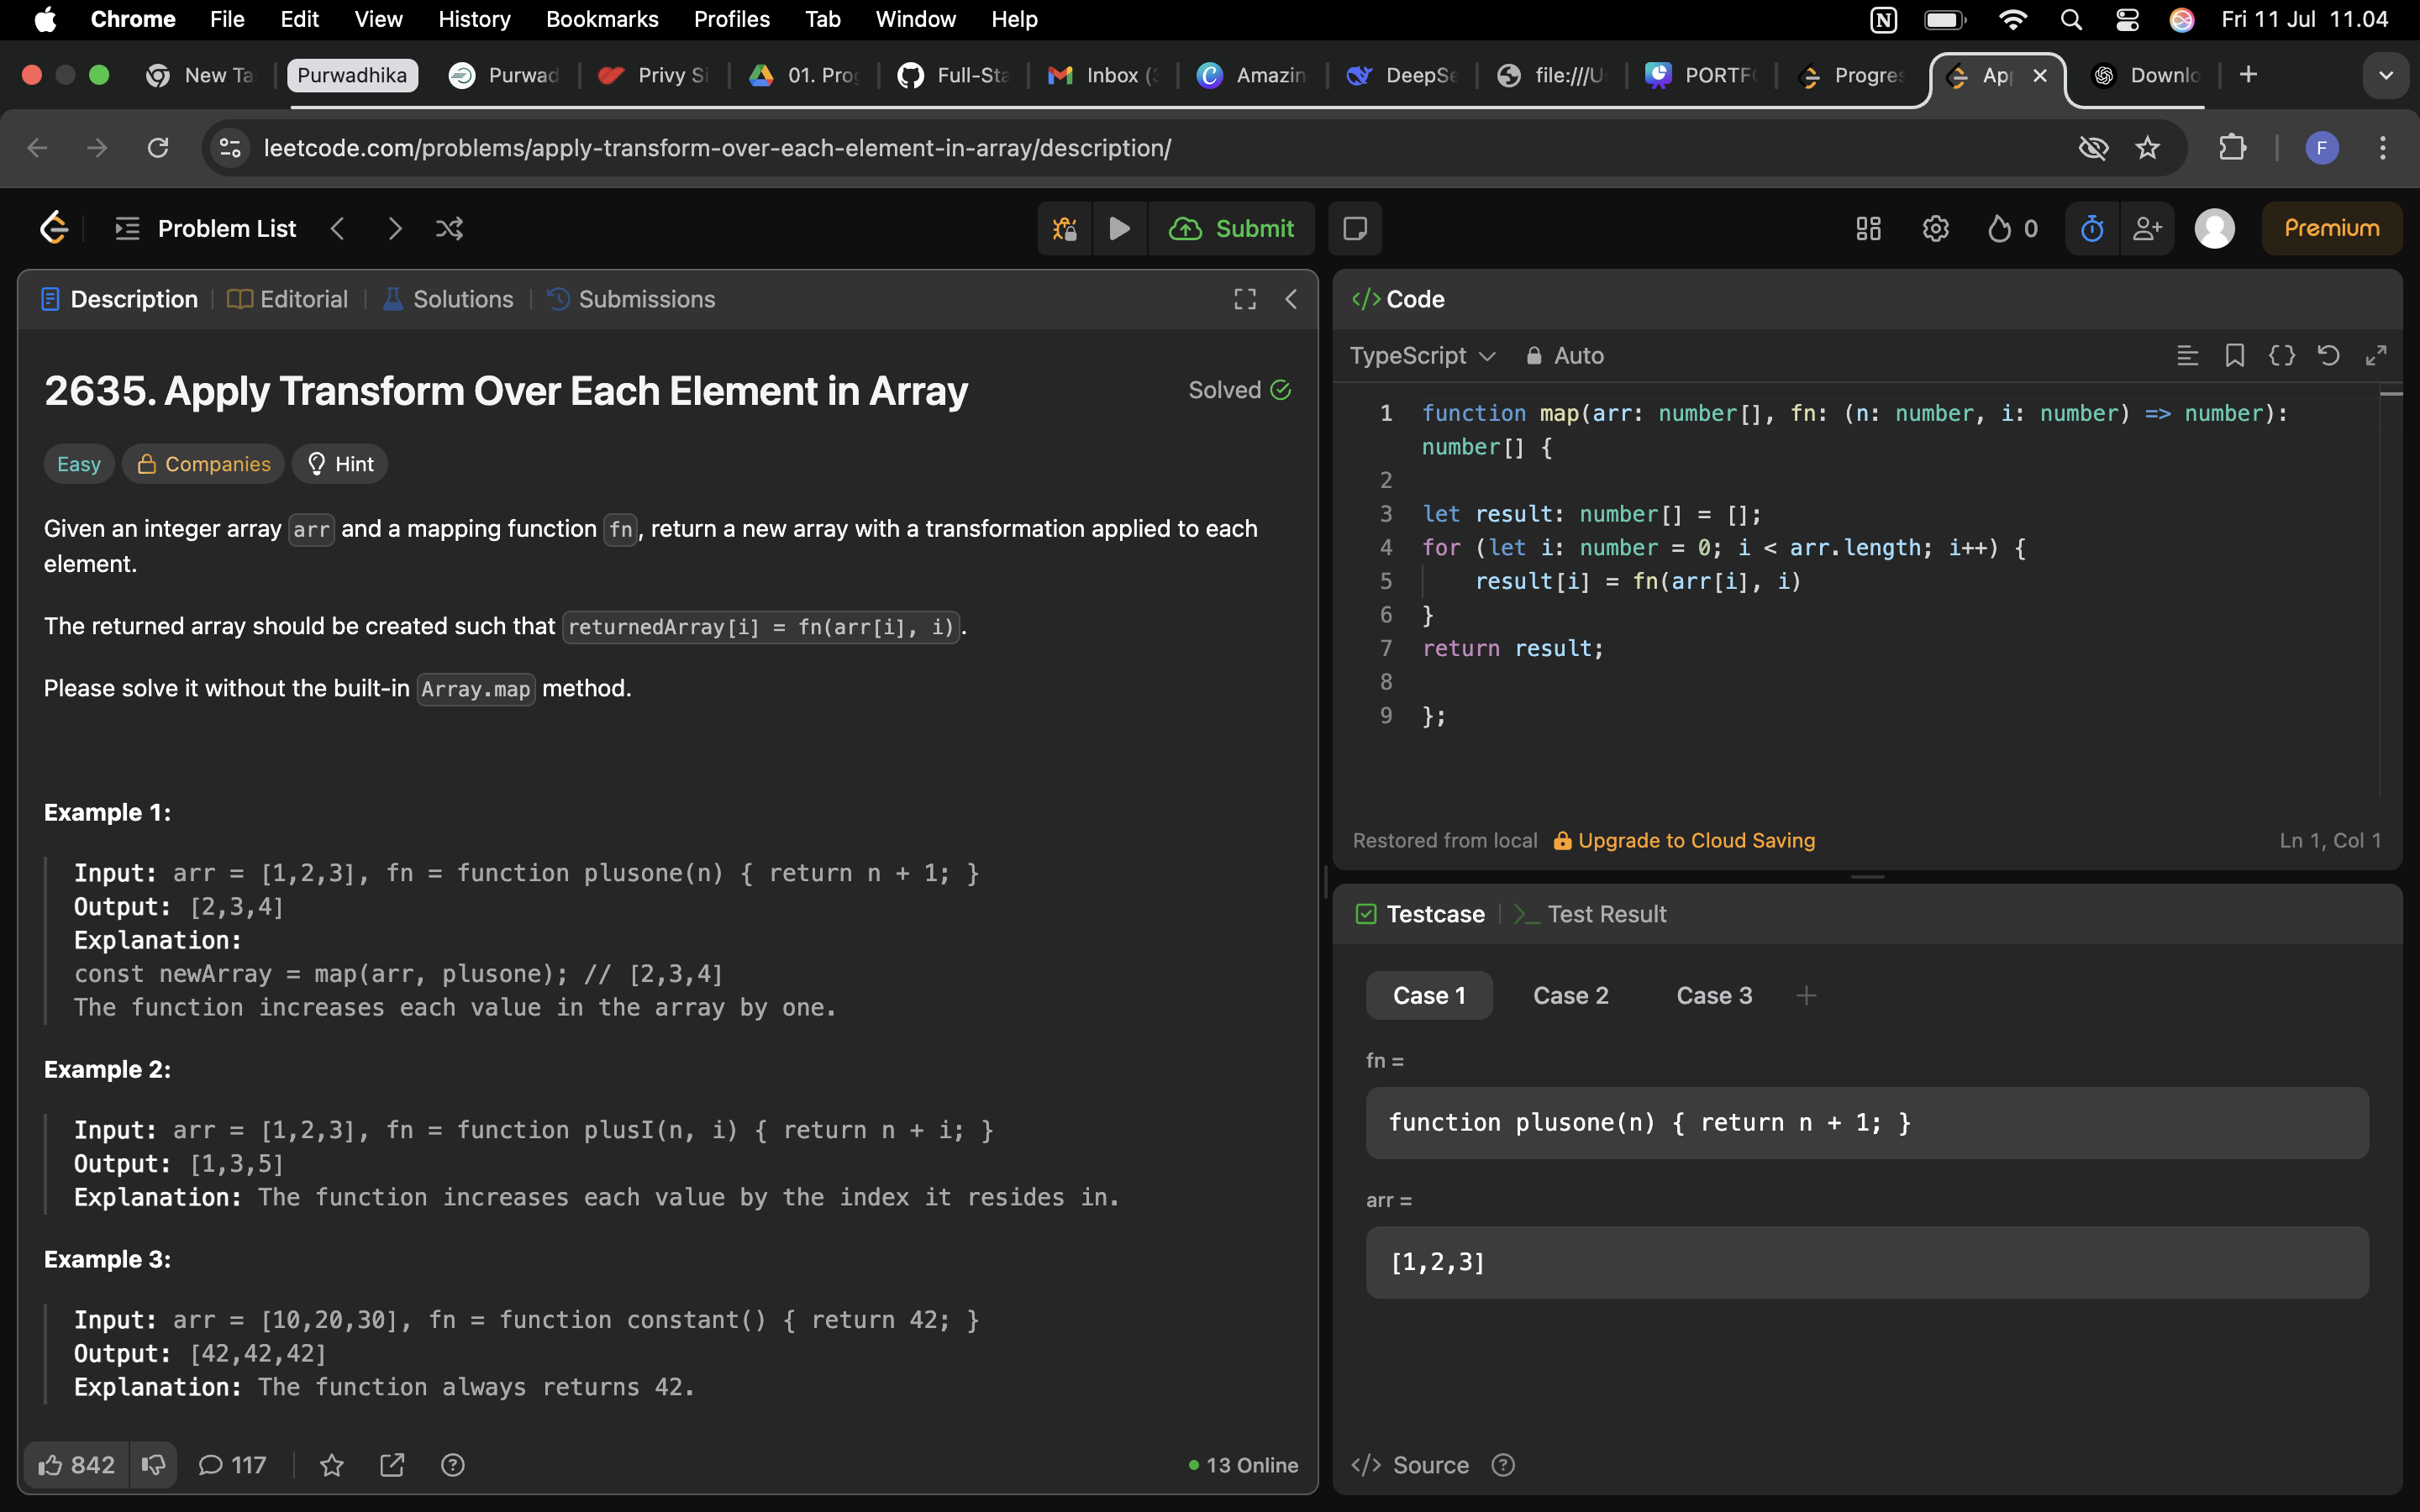 Chrome File Edit View History Bookmarks Profiles Tab Window Help Fri 11 Jul 11.04
New Ta Purwadhika Purwad Privy Si 01. Prog Full-Sta Inbox (3 Amazin DeepSe file:///U PORTF Progres App Downlo
leetcode.com/problems/apply-transform-over-each-element-in-array/description/
F
Problem List Submit 0 Premium
Description Editorial Solutions Submissions
2635. Apply Transform Over Each Element in Array Solved
Easy Companies Hint
Given an integer array arr and a mapping function fn, return a new array with a transformation applied to each
element.
The returned array should be created such that returnedArray[i] = fn(arr[i], i).
Please solve it without the built-in Array.map method.
Example 1:
Input: arr = [1,2,3], fn = function plusone(n) { return n + 1; }
Output: [2,3,4]
Explanation:
const newArray = map(arr, plusone); // [2,3,4]
The function increases each value in the array by one.
Example 2:
Input: arr = [1,2,3], fn = function plusI(n, i) { return n + i; }
Output: [1,3,5]
Explanation: The function increases each value by the index it resides in.
Example 3:
Input: arr = [10,20,30], fn = function constant() { return 42; }
Output: [42,42,42]
Explanation: The function always returns 42.
842 117 13 Online
</> Code
TypeScript Auto
1 function map(arr: number[], fn: (n: number, i: number) => number):
number[] {
2
3 let result: number[] = [];
4 for (let i: number = 0; i < arr.length; i++) {
5 result[i] = fn(arr[i], i)
6 }
7 return result;
8
9 };
Restored from local Upgrade to Cloud Saving Ln 1, Col 1
Testcase Test Result
Case 1 Case 2 Case 3
fn =
function plusone(n) { return n + 1; }
arr =
[1,2,3]
</> Source